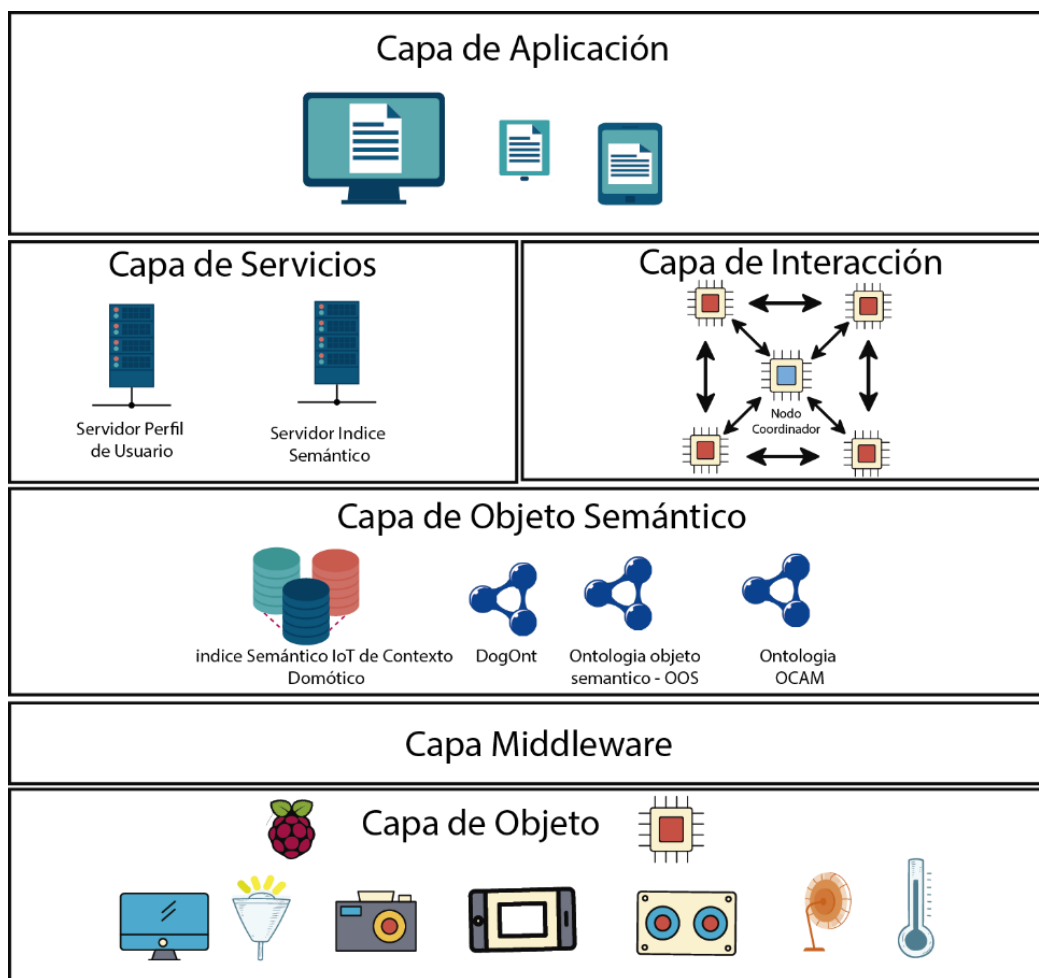 Capa de Aplicación
Capa de Servicios
Servidor Perfil
de Usuario
Servidor Indice
Semántico
Capa de Interacción
Nodo
Coordinador
Capa de Objeto Semántico
indice Semántico IoT de Contexto
Domótico
DogOnt
Ontologia objeto
semantico - OOS
Ontologia
OCAM
Capa Middleware
Capa de Objeto